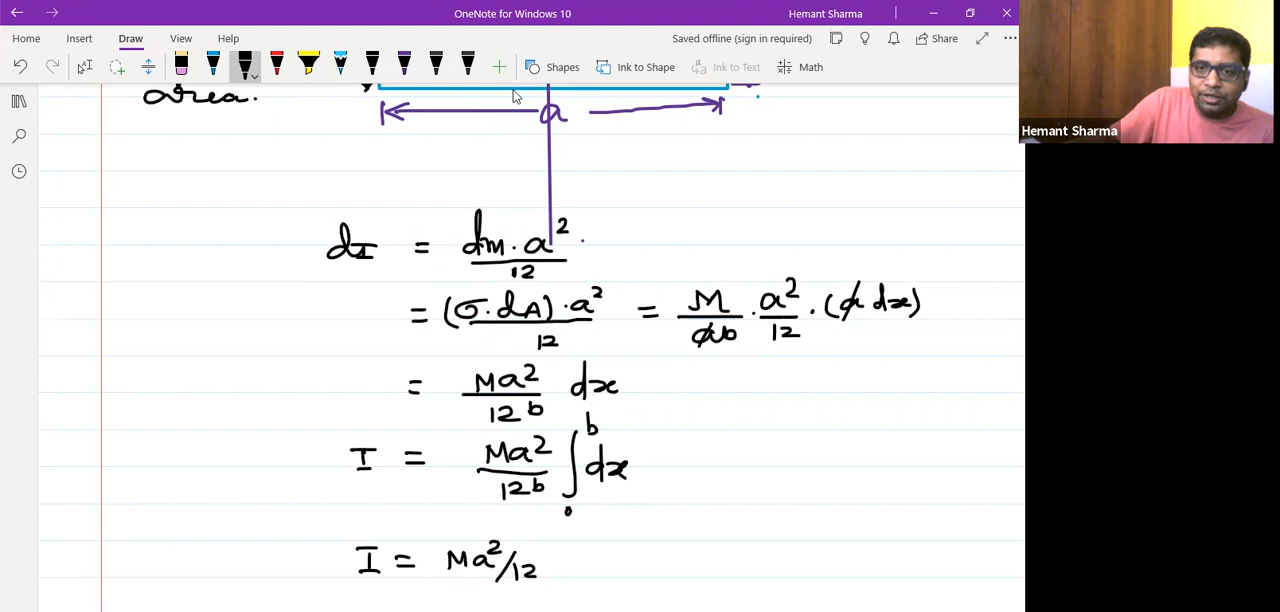 OneNote for Windows 10
Hemant Sharma
Home Insert Draw View Help
Saved offline (sign in required)
Share
Shapes
Ink to Shape
Ink to Text
Math
Hemant Sharma
area.
a
dI = dm · a² / 12
= (σ · dA) · a² / 12 = M / ab · a² / 12 · (a dx)
= Ma² / 12b dx
I = Ma² / 12b ∫₀ᵇ dx
I = Ma²/12